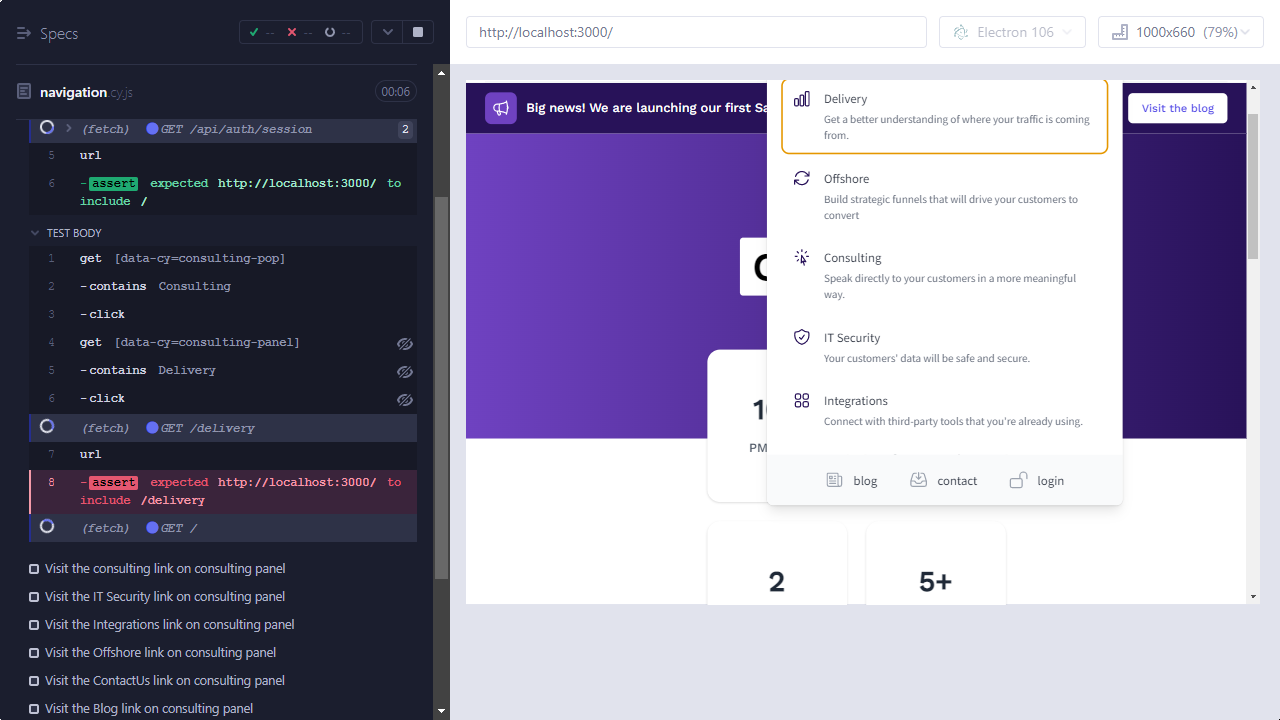 Specs
-- -- --
navigation.cy.js 00:06
(fetch) GET /api/auth/session 2
5 url
6 -assert expected http://localhost:3000/ to
include /
TEST BODY
1 get [data-cy=consulting-pop]
2 -contains Consulting
3 -click
4 get [data-cy=consulting-panel]
5 -contains Delivery
6 -click
(fetch) GET /delivery
7 url
8 -assert expected http://localhost:3000/ to
include /delivery
(fetch) GET /
Visit the consulting link on consulting panel
Visit the IT Security link on consulting panel
Visit the Integrations link on consulting panel
Visit the Offshore link on consulting panel
Visit the ContactUs link on consulting panel
Visit the Blog link on consulting panel
http://localhost:3000/
Electron 106
1000x660 (79%)
Big news! We are launching our first Sa
Visit the blog
Delivery
Get a better understanding of where your traffic is coming
from.
Offshore
Build strategic funnels that will drive your customers to
convert
Consulting
Speak directly to your customers in a more meaningful
way.
IT Security
Your customers' data will be safe and secure.
Integrations
Connect with third-party tools that you're already using.
blog
contact
login
PM
2
5+